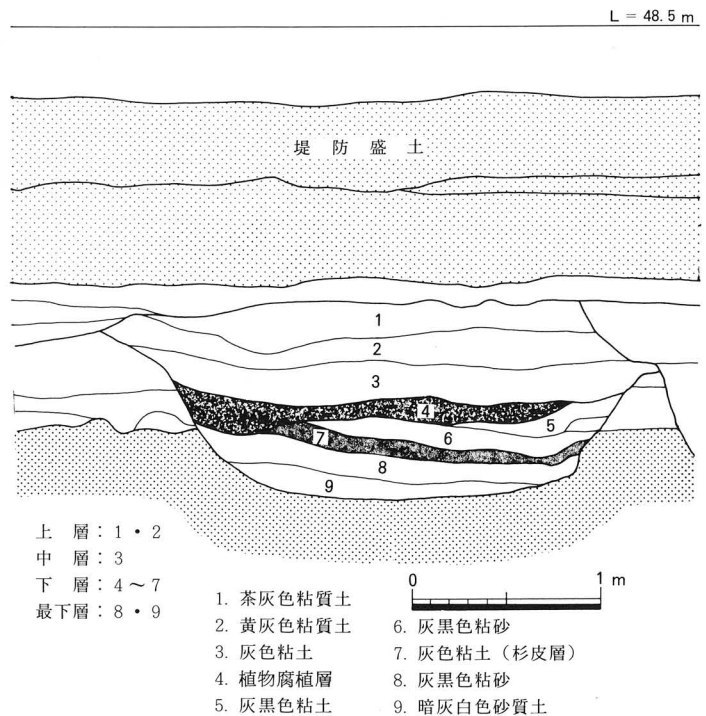 L = 48.5 m
堤防盛土
1
2
3
4
5
6
7
8
9
上　層：1・2
中　層：3
下　層：4～7
最下層：8・9
0　1 m
1. 茶灰色粘質土
2. 黄灰色粘質土
3. 灰色粘土
4. 植物腐植層
5. 灰黒色粘土
6. 灰黒色粘砂
7. 灰色粘土（杉皮層）
8. 灰黒色粘砂
9. 暗灰白色砂質土